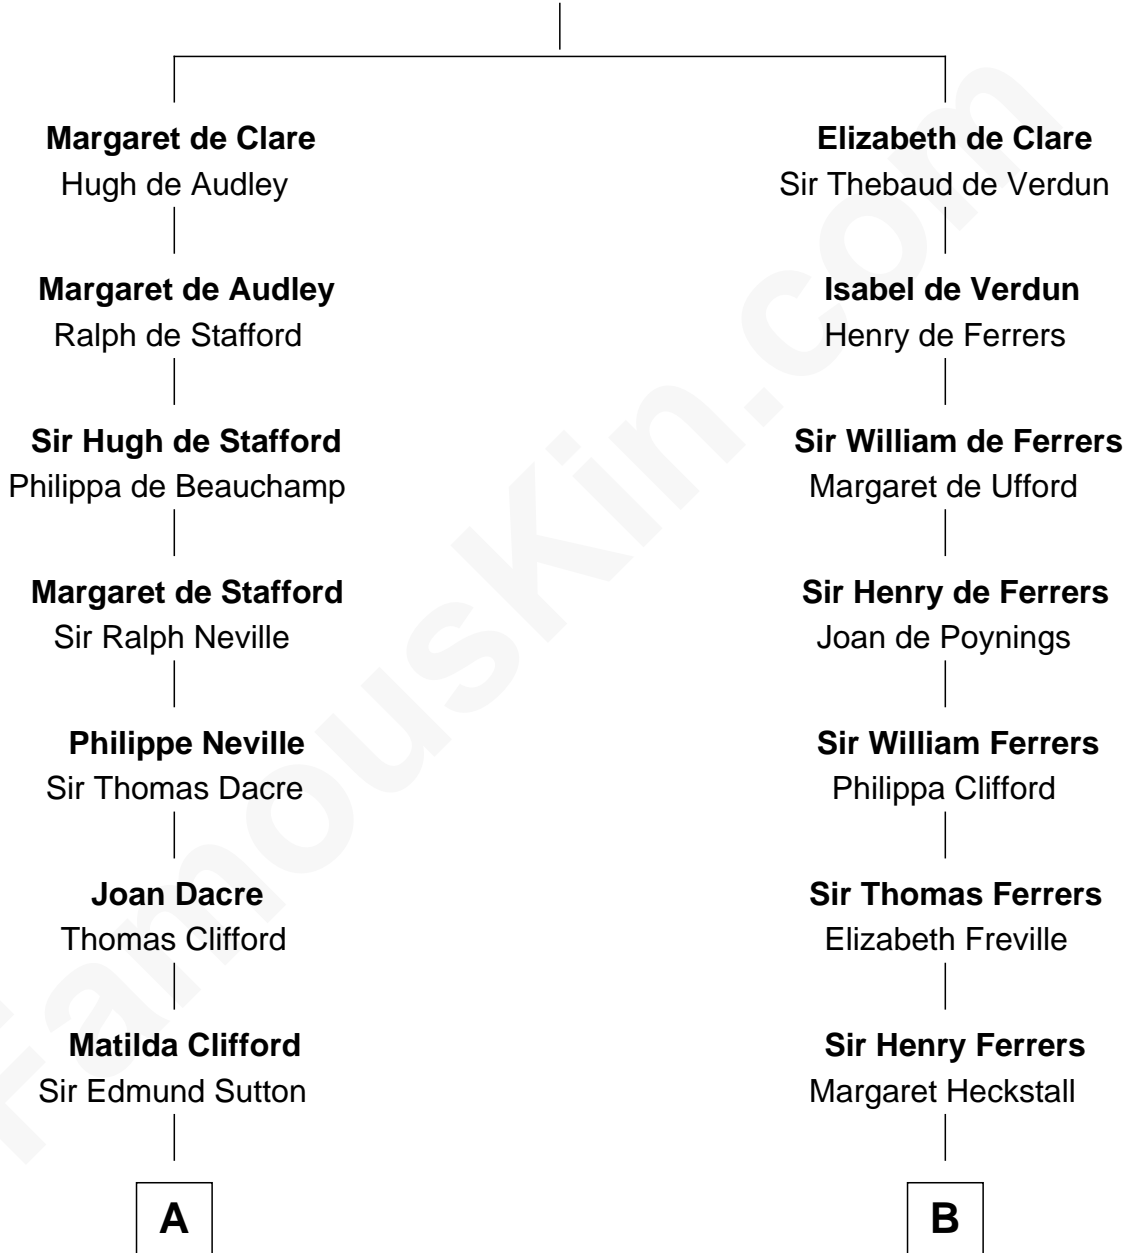 Margaret de Clare
Hugh de Audley
Margaret de Audley
Ralph de Stafford
Sir Hugh de Stafford
Philippa de Beauchamp
Margaret de Stafford
Sir Ralph Neville
Philippe Neville
Sir Thomas Dacre
Joan Dacre
Thomas Clifford
Matilda Clifford
Sir Edmund Sutton
A
Elizabeth de Clare
Sir Thebaud de Verdun
Isabel de Verdun
Henry de Ferrers
Sir William de Ferrers
Margaret de Ufford
Sir Henry de Ferrers
Joan de Poynings
Sir William Ferrers
Philippa Clifford
Sir Thomas Ferrers
Elizabeth Freville
Sir Henry Ferrers
Margaret Heckstall
B
FamousKin.com